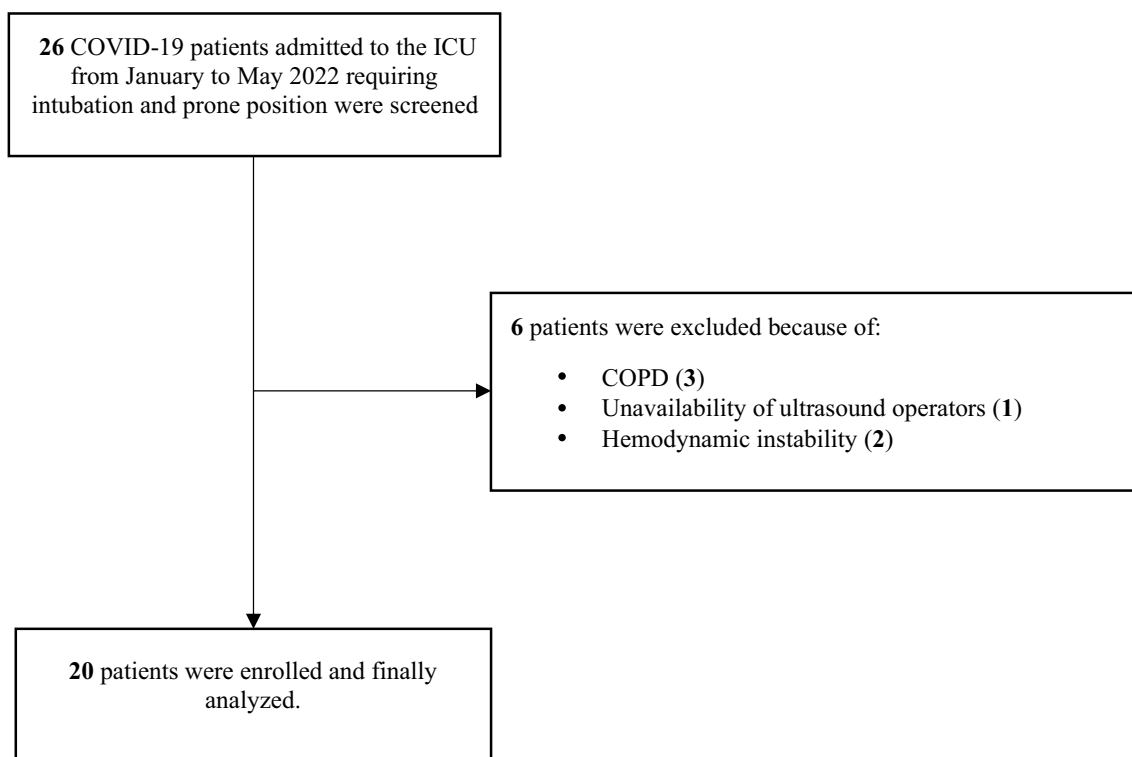 26 COVID-19 patients admitted to the ICU
from January to May 2022 requiring
intubation and prone position were screened
6 patients were excluded because of:
• COPD (3)
• Unavailability of ultrasound operators (1)
• Hemodynamic instability (2)
20 patients were enrolled and finally
analyzed.